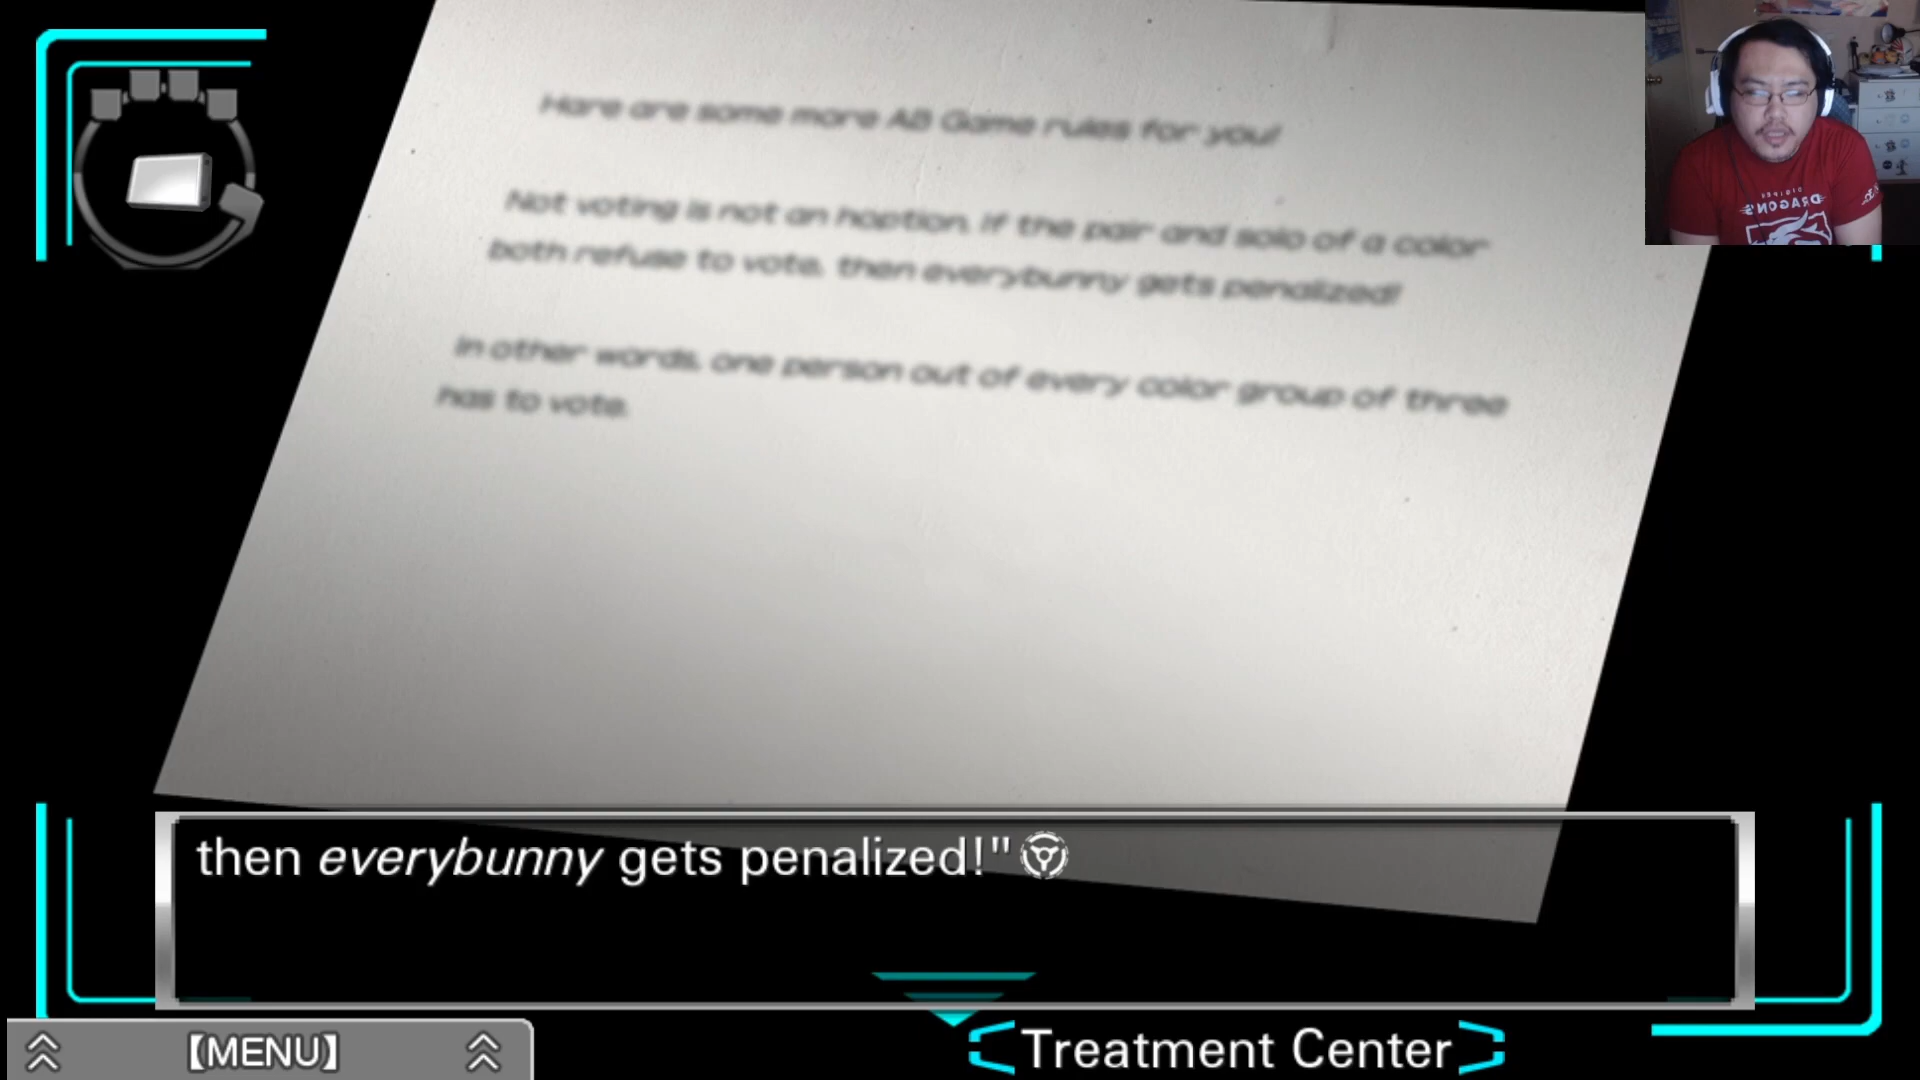 Hare are some more AB Game rules for you!
Not voting is not an hoption. If the pair and solo of a color
both refuse to vote, then everybunny gets penalized!
In other words, one person out of every color group of three
has to vote.
then everybunny gets penalized!"
【MENU】
Treatment Center
DRAGONS